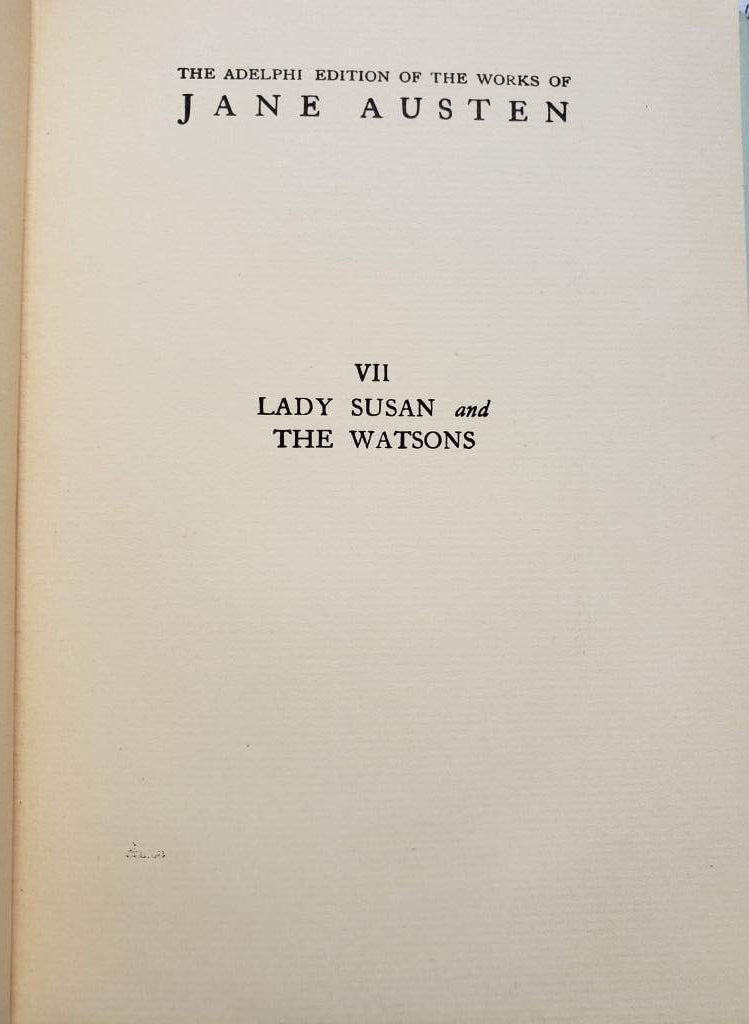 THE ADELPHI EDITION OF THE WORKS OF
JANE AUSTEN
VII
LADY SUSAN and
THE WATSONS